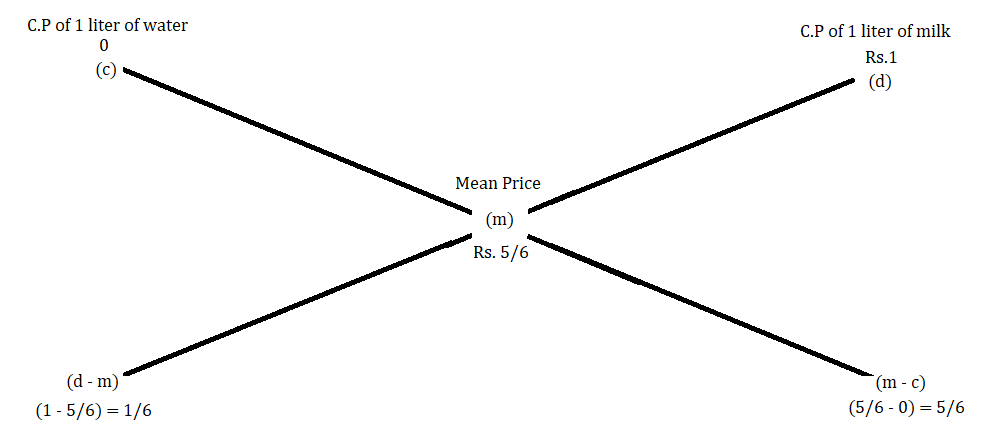 C.P of 1 liter of water
0
(c)
C.P of 1 liter of milk
Rs.1
(d)
Mean Price
(m)
Rs. 5/6
(d - m)
(1 - 5/6) = 1/6
(m - c)
(5/6 - 0) = 5/6